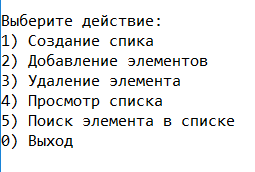 Выберите действие:
1) Создание спика
2) Добавление элементов
3) Удаление элемента
4) Просмотр списка
5) Поиск элемента в списке
0) Выход